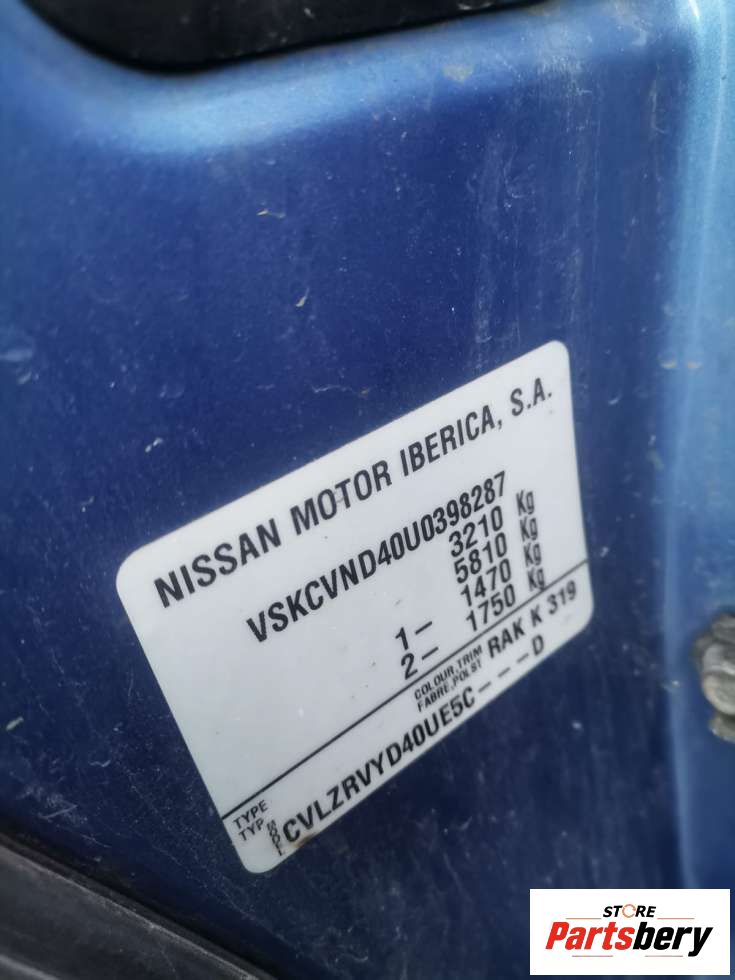 NISSAN MOTOR IBERICA, S.A.
VSKCVND40U0398287
3210 Kg
5810 Kg
1– 1470 Kg
2– 1750 Kg
COLOUR,TRIM
FABRE,POLST
RAK K 319
TYPE
TYP
MODEL
CVLZRVYD40UE5C–––D
STORE
Partsbery